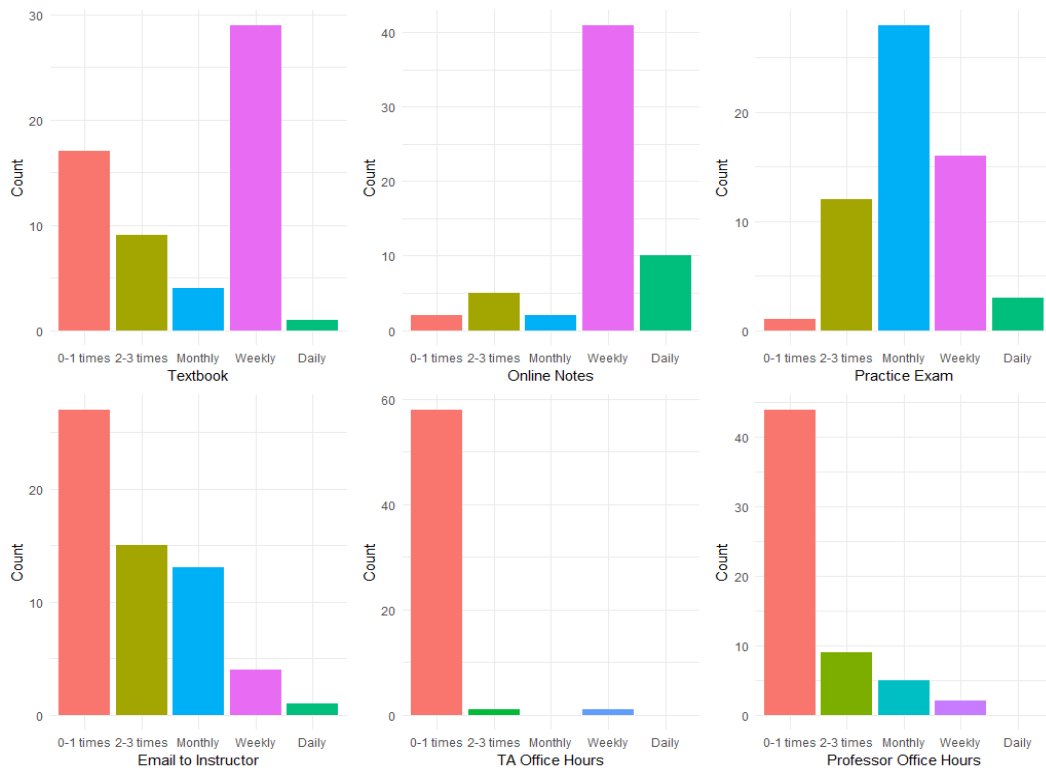 30
20
10
0
Count
0-1 times 2-3 times Monthly Weekly Daily
Textbook
40
30
20
10
0
Count
0-1 times 2-3 times Monthly Weekly Daily
Online Notes
20
10
0
Count
0-1 times 2-3 times Monthly Weekly Daily
Practice Exam
20
10
0
Count
0-1 times 2-3 times Monthly Weekly Daily
Email to Instructor
60
40
20
0
Count
0-1 times 2-3 times Monthly Weekly Daily
TA Office Hours
40
30
20
10
0
Count
0-1 times 2-3 times Monthly Weekly Daily
Professor Office Hours